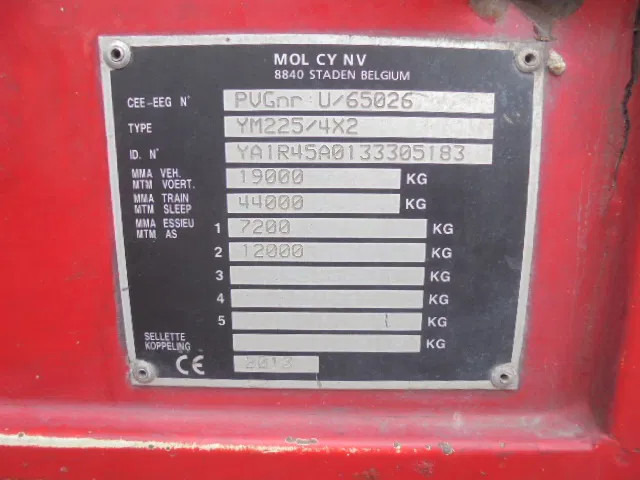 MOL CY NV
8840 STADEN BELGIUM
CEE-EEG N° PVGnr U/65026
TYPE YM225/4X2
ID. N° YA1R45A0133305183
MMA VEH.
MTM VOERT. 19000 KG
MMA TRAIN
MTM SLEEP 44000 KG
MMA ESSIEU
MTM AS 1 7200 KG
2 12000 KG
3 KG
4 KG
5 KG
SELLETTE
KOPPELING KG
CE 2013